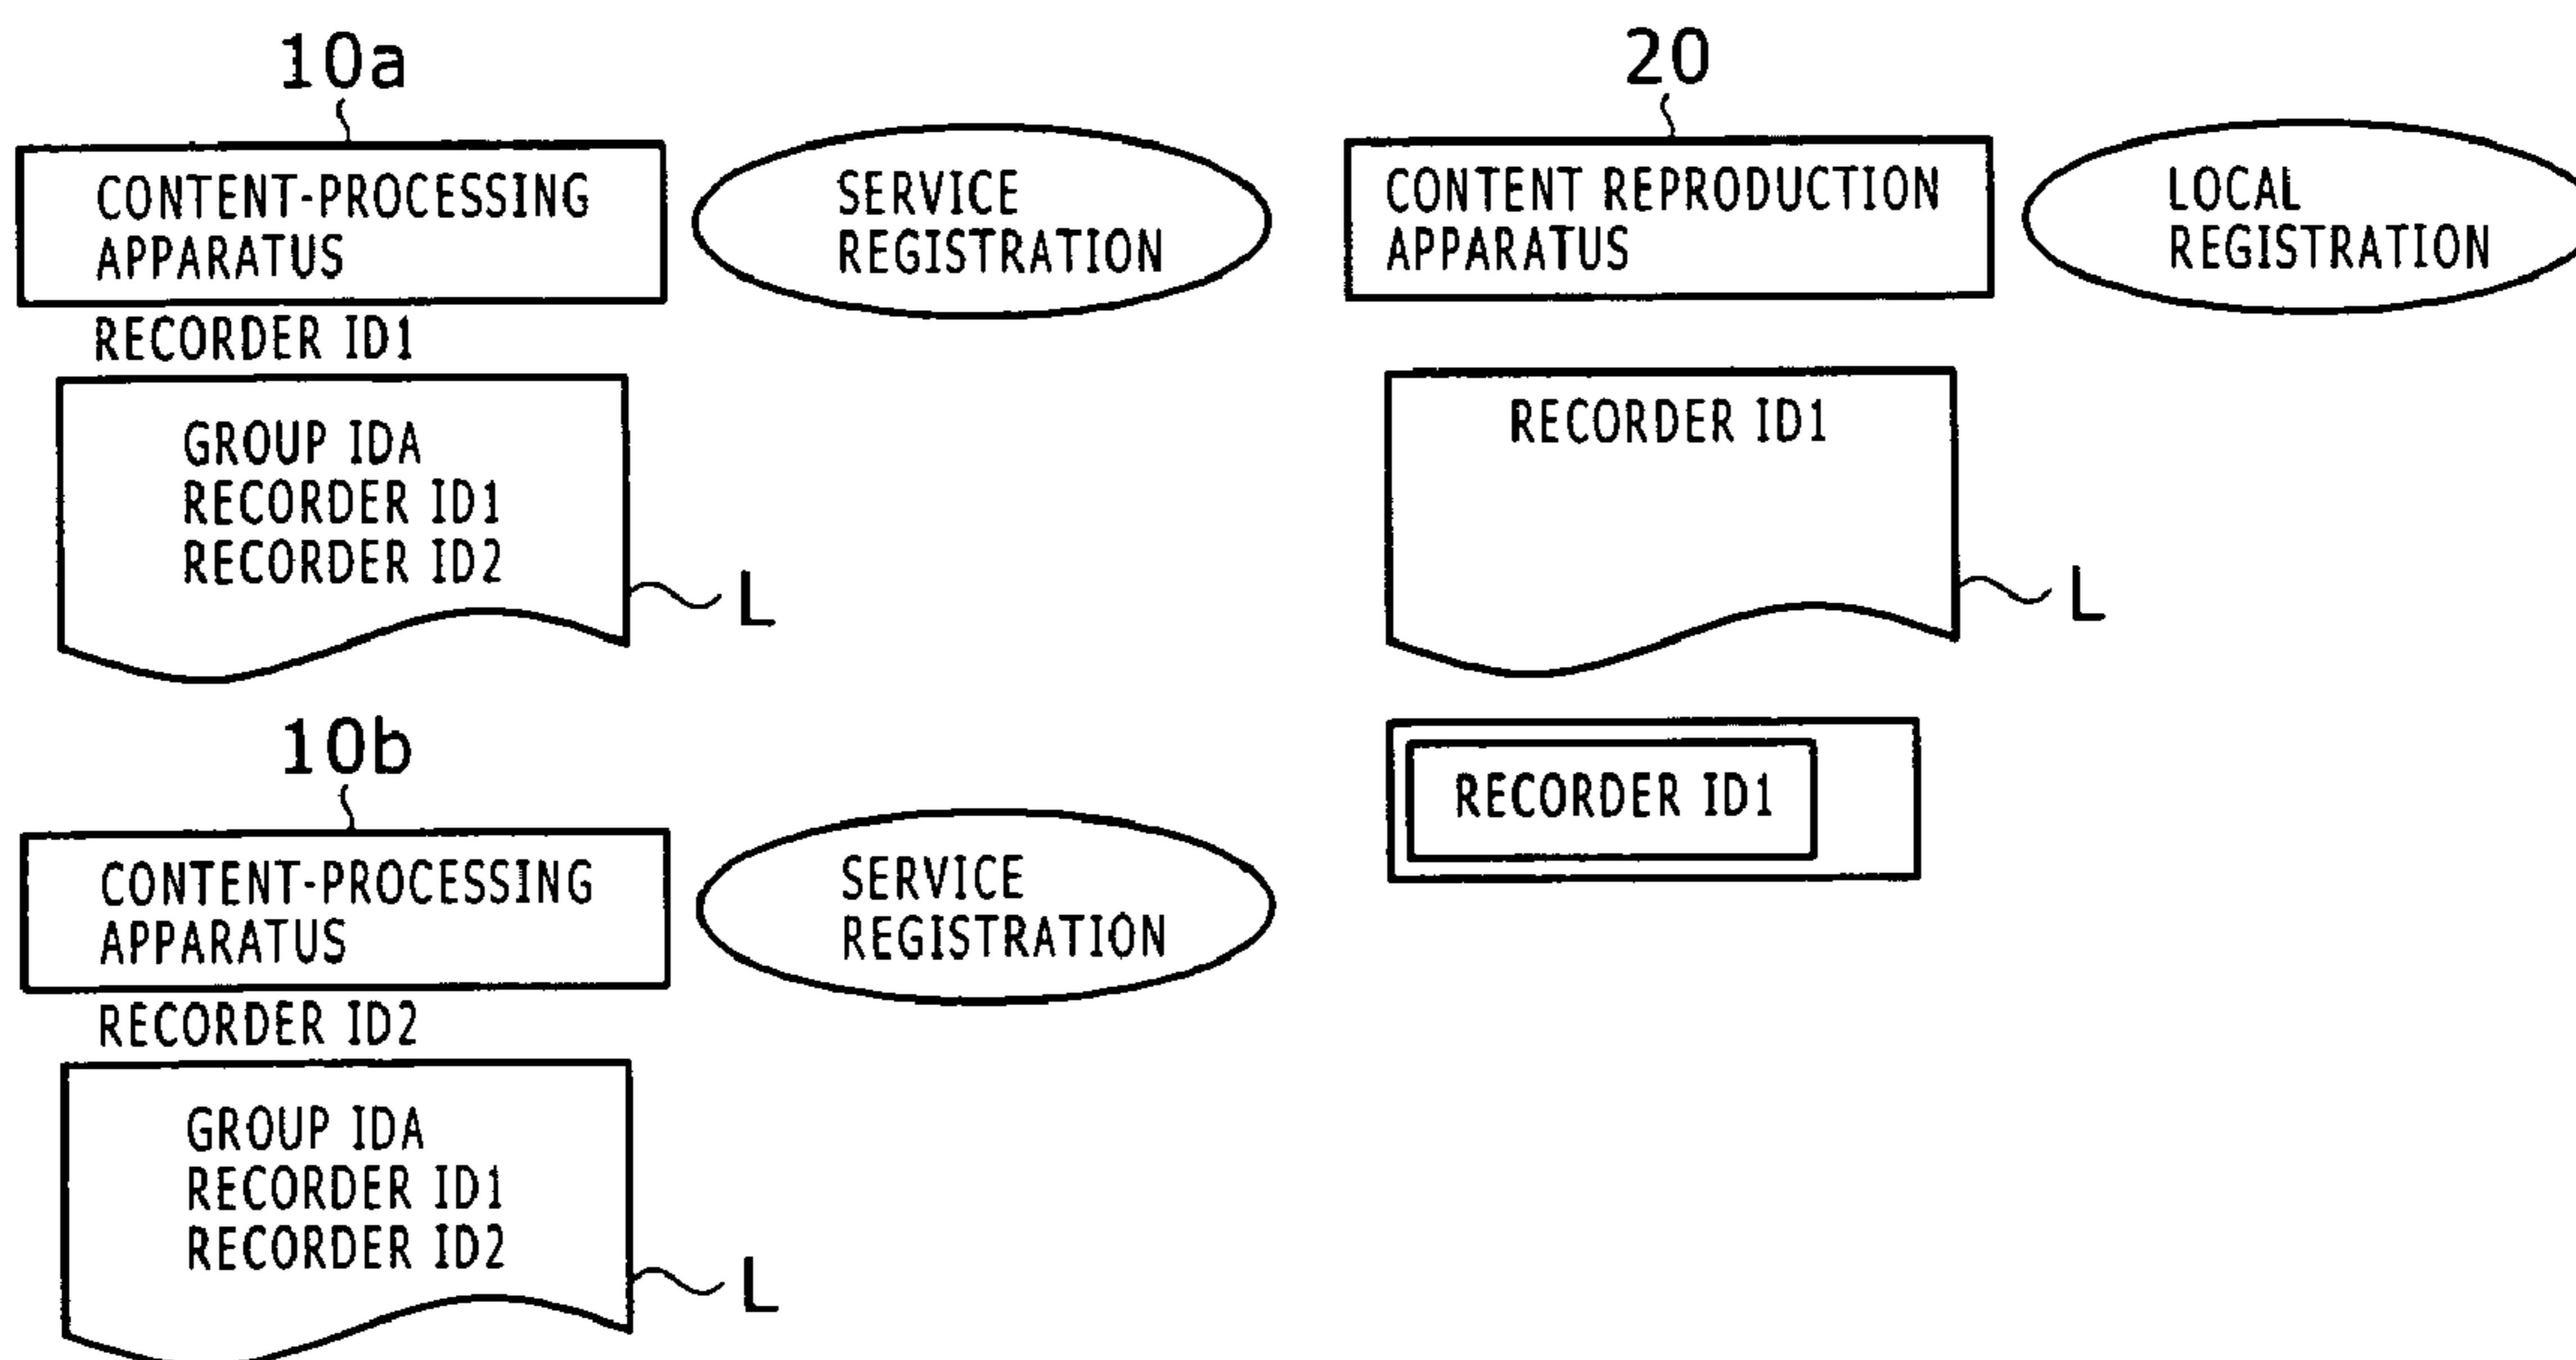 10a
CONTENT-PROCESSING
APPARATUS
SERVICE
REGISTRATION
RECORDER ID1
GROUP IDA
RECORDER ID1
RECORDER ID2
L
10b
CONTENT-PROCESSING
APPARATUS
SERVICE
REGISTRATION
RECORDER ID2
GROUP IDA
RECORDER ID1
RECORDER ID2
L
20
CONTENT REPRODUCTION
APPARATUS
LOCAL
REGISTRATION
RECORDER ID1
L
RECORDER ID1